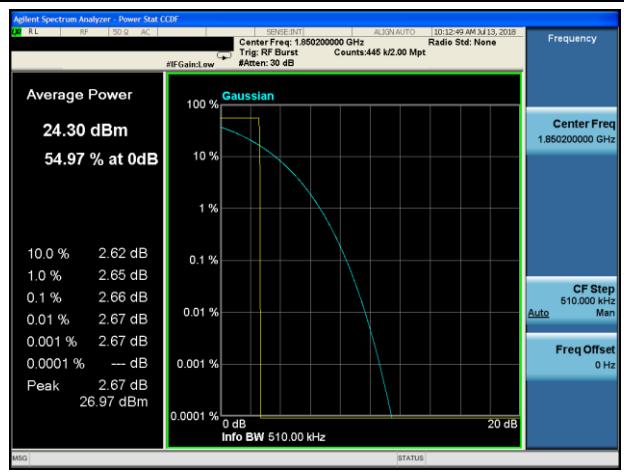 Agilent Spectrum Analyzer - Power Stat CCDF
RL RF 50 Ω AC SENSE:INT ALIGN AUTO 10:12:49 AM Jul 13, 2018
Center Freq: 1.850200000 GHz Radio Std: None
Trig: RF Burst Counts:445 k/2.00 Mpt
#IFGain:Low #Atten: 30 dB
Frequency
Average Power
24.30 dBm
54.97 % at 0dB
10.0 % 2.62 dB
1.0 % 2.65 dB
0.1 % 2.66 dB
0.01 % 2.67 dB
0.001 % 2.67 dB
0.0001 % --- dB
Peak 2.67 dB
26.97 dBm
Gaussian
100 %
10 %
1 %
0.1 %
0.01 %
0.001 %
0.0001 %
0 dB 20 dB
Info BW 510.00 kHz
Center Freq
1.850200000 GHz
CF Step
510.000 kHz
Auto Man
Freq Offset
0 Hz
MSG STATUS